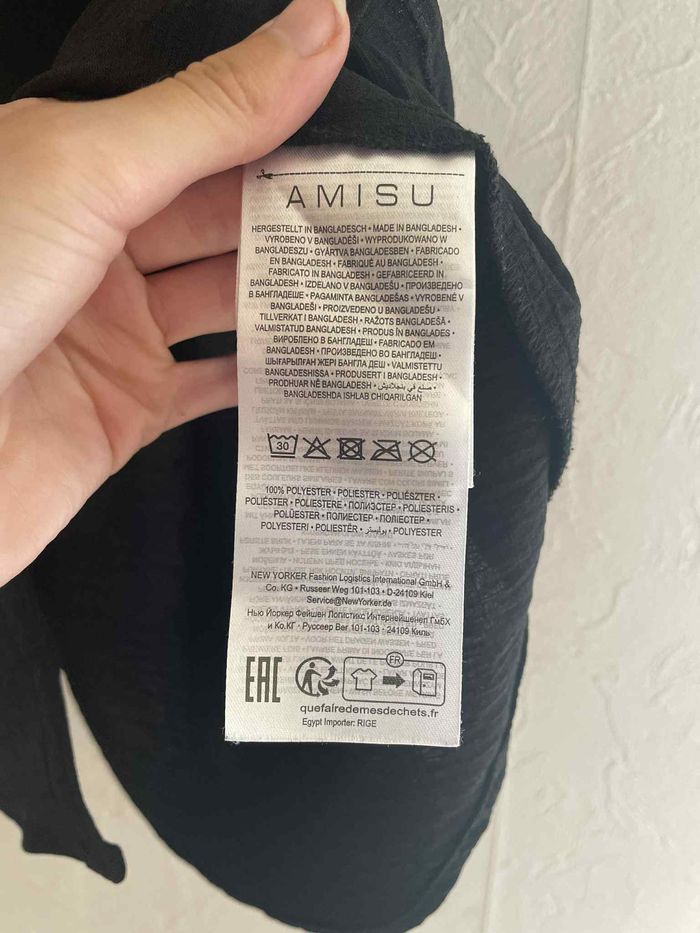 AMISU
HERGESTELLT IN BANGLADESCH • MADE IN BANGLADESH •
VYROBENO V BANGLADÉŠI • WYPRODUKOWANO W
BANGLADESZU • GYÁRTVA BANGLADESBEN • FABRICADO
EN BANGLADESH • FABRIQUÉ AU BANGLADESH •
FABRICATO IN BANGLADESH • GEFABRICEERD IN
BANGLADESH • IZDELANO V BANGLADEŠU • ПРОИЗВЕДЕНО
В БАНГЛАДЕШЕ • PAGAMINTA BANGLADEŠAS • VYROBENÉ V
BANGLADÉŠI • PROIZVEDENO U BANGLADEŠU •
TILLVERKAT I BANGLADESH • RAŽOTS BANGLADEŠĀ •
VALMISTATUD BANGLADESH • PRODUS ÎN BANGLADES •
ВИРОБЛЕНО В БАНГЛАДЕШ • FABRICADO EM
BANGLADESH • ПРОИЗВЕДЕНО ВО БАНГЛАДЕШ •
ШЫҒАРЫЛҒАН ЖЕРІ БАНГЛА ДЕШ • VALMISTETTU
BANGLADESHISSA • PRODUSERT I BANGLADESH •
PRODHUAR NË BANGLADESH • صنع في بنجلاديش •
BANGLADESHDA ISHLAB CHIQARILGAN
30
100% POLYESTER • POLIESTER • POLIÉSZTER •
POLIÉSTER • POLIESTERE • ПОЛИЭСТЕР • POLIESTERIS •
POLÜESTER • ПОЛИЕСТЕР • ПОЛІЕСТЕР •
POLYESTERI • POLIESTËR • بوليستر • POLIYESTER
NEW YORKER Fashion Logistics International GmbH &
Co. KG • Russeer Weg 101-103 • D-24109 Kiel
Service@NewYorker.de
Нью Йоркер Фейшен Логистикс Интернейшенел ГмбХ
и Ко.КГ • Руссеер Вег 101-103 • 24109 Киль
EAC
FR
quefairedemesdechets.fr
Egypt Importer: RIGE